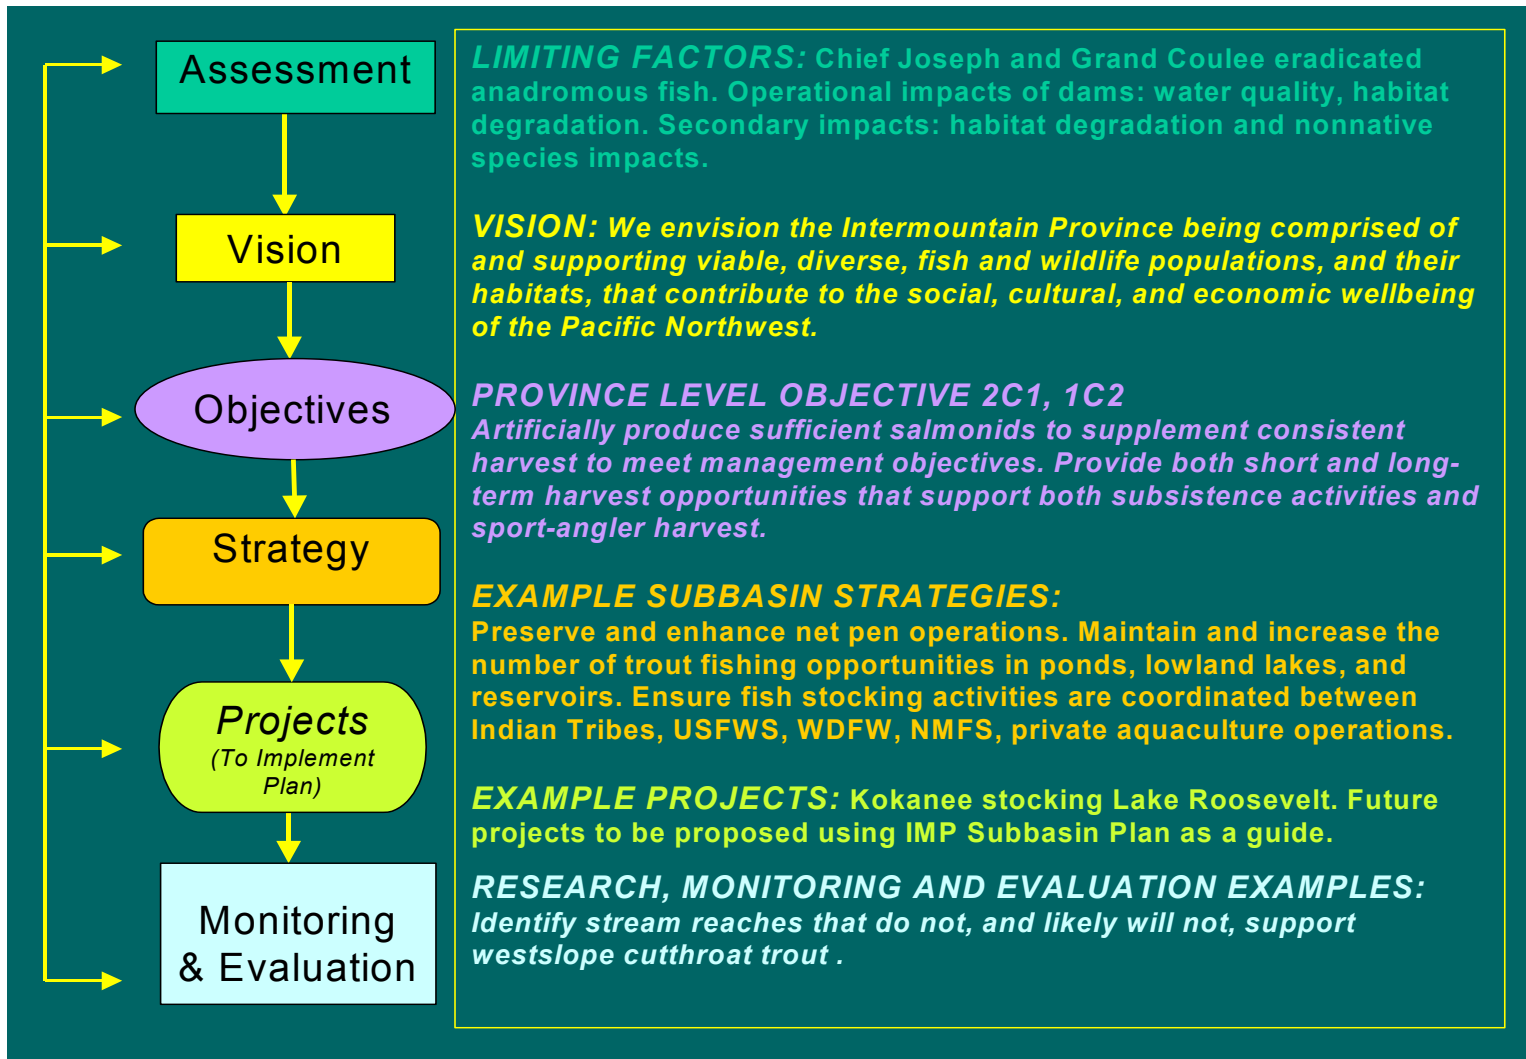 Assessment
Vision
Objectives
Strategy
Projects
(To Implement
Plan)
Monitoring
& Evaluation
LIMITING FACTORS: Chief Joseph and Grand Coulee eradicated
anadromous fish. Operational impacts of dams: water quality, habitat
degradation. Secondary impacts: habitat degradation and nonnative
species impacts.
VISION: We envision the Intermountain Province being comprised of
and supporting viable, diverse, fish and wildlife populations, and their
habitats, that contribute to the social, cultural, and economic wellbeing
of the Pacific Northwest.
PROVINCE LEVEL OBJECTIVE 2C1, 1C2
Artificially produce sufficient salmonids to supplement consistent
harvest to meet management objectives. Provide both short and long-
term harvest opportunities that support both subsistence activities and
sport-angler harvest.
EXAMPLE SUBBASIN STRATEGIES:
Preserve and enhance net pen operations. Maintain and increase the
number of trout fishing opportunities in ponds, lowland lakes, and
reservoirs. Ensure fish stocking activities are coordinated between
Indian Tribes, USFWS, WDFW, NMFS, private aquaculture operations.
EXAMPLE PROJECTS: Kokanee stocking Lake Roosevelt. Future
projects to be proposed using IMP Subbasin Plan as a guide.
RESEARCH, MONITORING AND EVALUATION EXAMPLES:
Identify stream reaches that do not, and likely will not, support
westslope cutthroat trout .